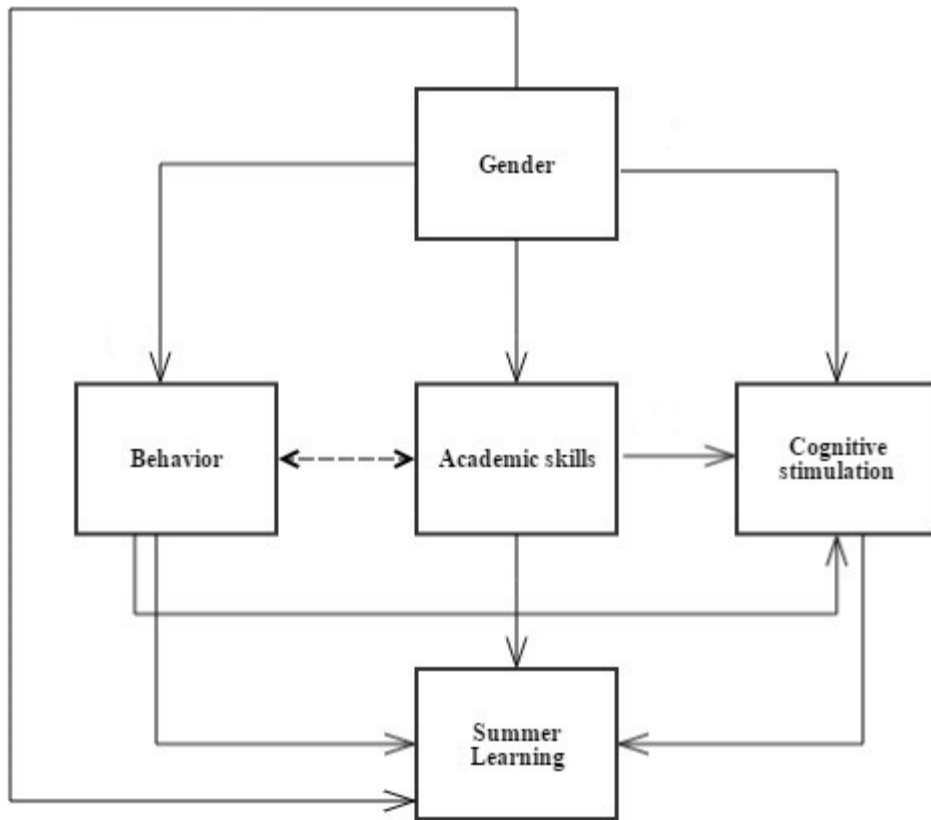 Gender
Behavior
Academic skills
Cognitive
stimulation
Summer
Learning